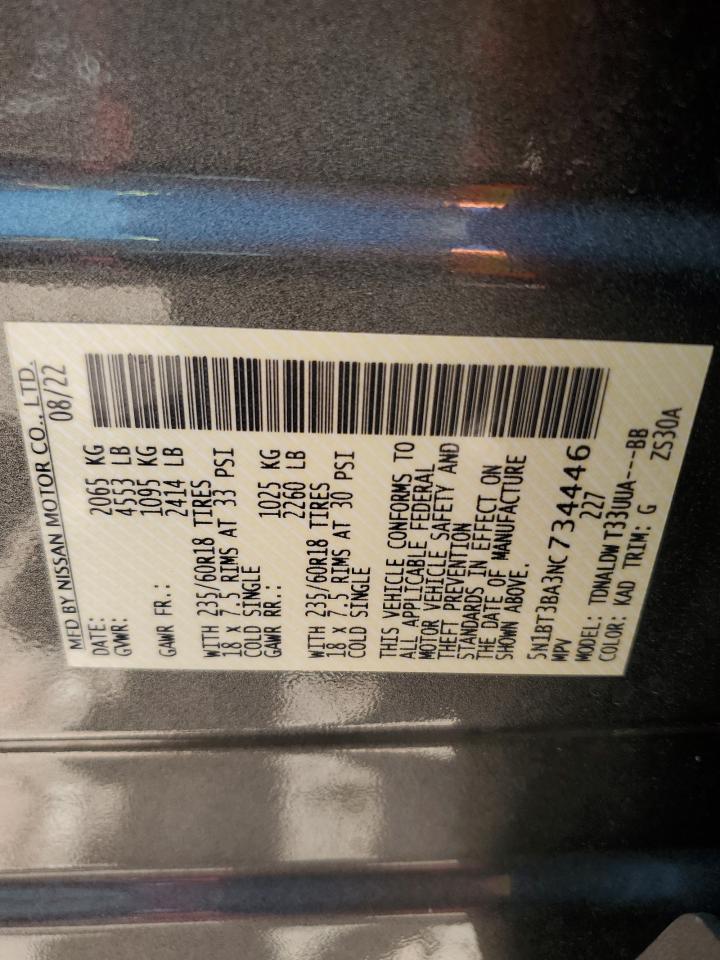 MFD BY NISSAN MOTOR CO., LTD.
DATE: 08/22
GVWR: 2065 KG
4553 LB
GAWR FR.: 1095 KG
2414 LB
WITH 235/60R18 TIRES
18 x 7.5 RIMS AT 33 PSI
COLD SINGLE
GAWR RR.: 1025 KG
2260 LB
WITH 235/60R18 TIRES
18 x 7.5 RIMS AT 30 PSI
COLD SINGLE
THIS VEHICLE CONFORMS TO
ALL APPLICABLE FEDERAL
MOTOR VEHICLE SAFETY AND
THEFT PREVENTION
STANDARDS IN EFFECT ON
THE DATE OF MANUFACTURE
SHOWN ABOVE.
5N1BT3BA3NC734446
MPV 227
MODEL: TDNALDWT33UUA---BB
COLOR: KAD TRIM: G ZS30A